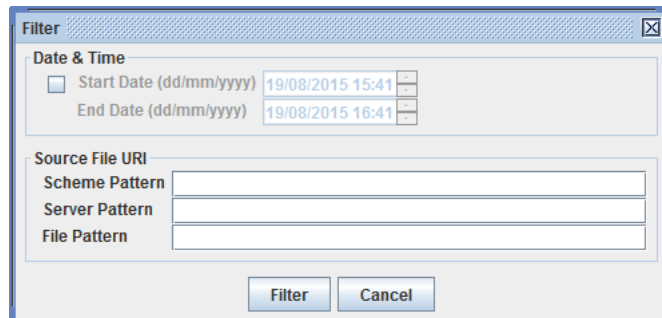 Filter
Date & Time
Start Date (dd/mm/yyyy) 19/08/2015 15:41
End Date (dd/mm/yyyy) 19/08/2015 16:41
Source File URI
Scheme Pattern
Server Pattern
File Pattern
Filter Cancel